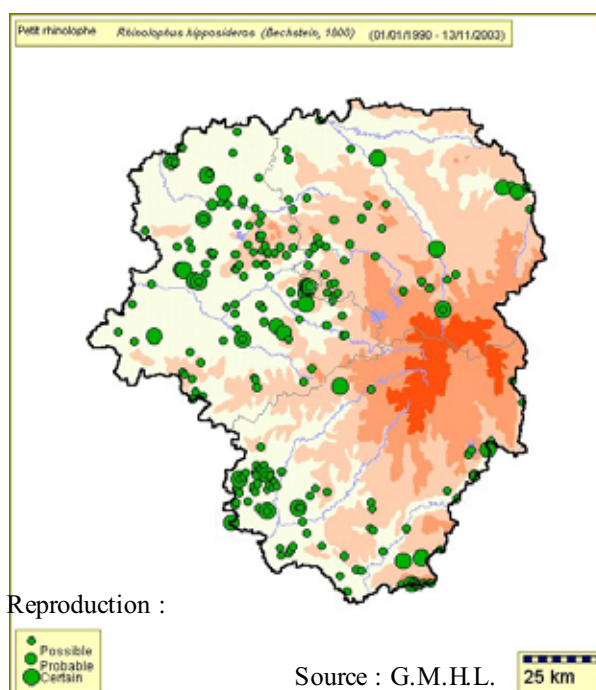 Petit rhinolophe Rhinolophus hipposideros (Bechstein, 1800) (01/01/1990 - 13/11/2003)
Reproduction :
Possible
Probable
Certain
Source : G.M.H.L.
25 km